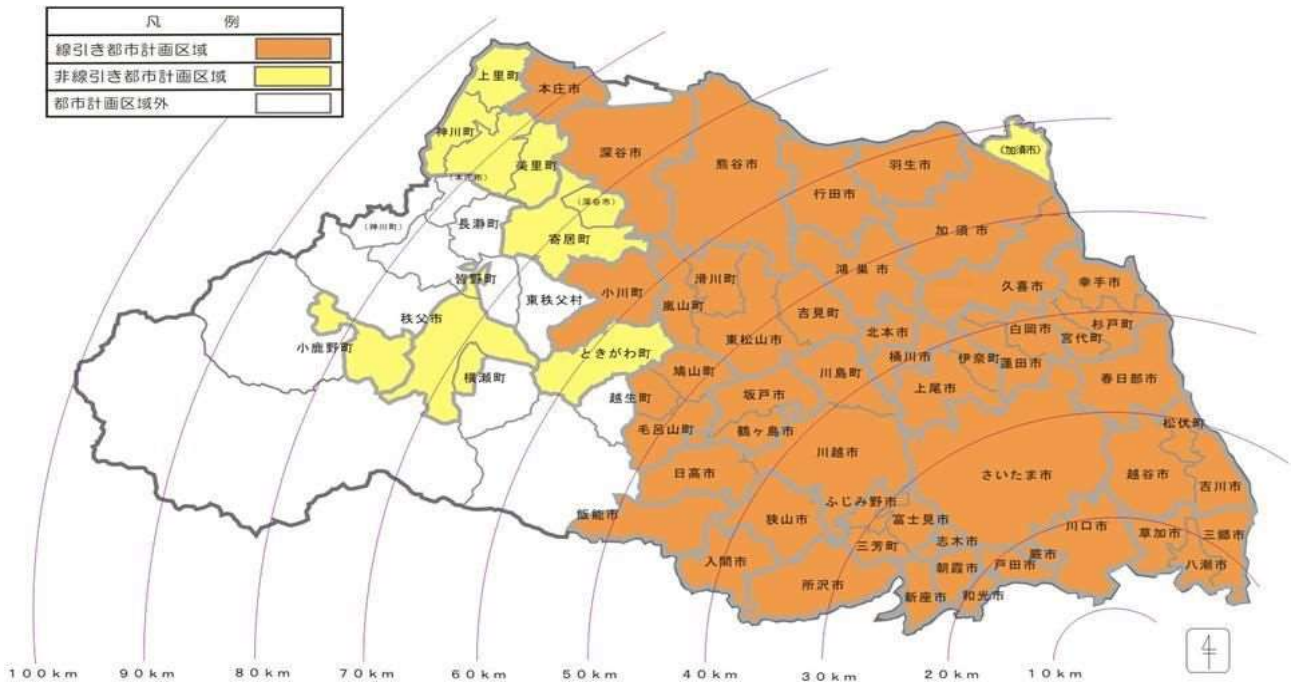 凡 例
線引き都市計画区域
非線引き都市計画区域
都市計画区域外
上里町
本庄市
神川町
美里町
(本庄市)
深谷市
熊谷市
(深谷市)
寄居町
羽生市
(加須市)
行田市
加須市
(神川町)
長瀞町
皆野町
東秩父村
小川町
嵐山町
滑川町
鴻巣市
久喜市
幸手市
秩父市
小鹿野町
横瀬町
ときがわ町
東松山市
吉見町
北本市
白岡市
杉戸町
宮代町
桶川市
伊奈町
蓮田市
鳩山町
川島町
上尾市
春日部市
越生町
坂戸市
毛呂山町
鶴ヶ島市
松伏町
川越市
さいたま市
越谷市
吉川市
日高市
ふじみ野市
飯能市
狭山市
富士見市
三芳町
志木市
川口市
草加市
三郷市
入間市
所沢市
朝霞市
戸田市
蕨市
八潮市
新座市
和光市
100km
90km
80km
70km
60km
50km
40km
30km
20km
10km